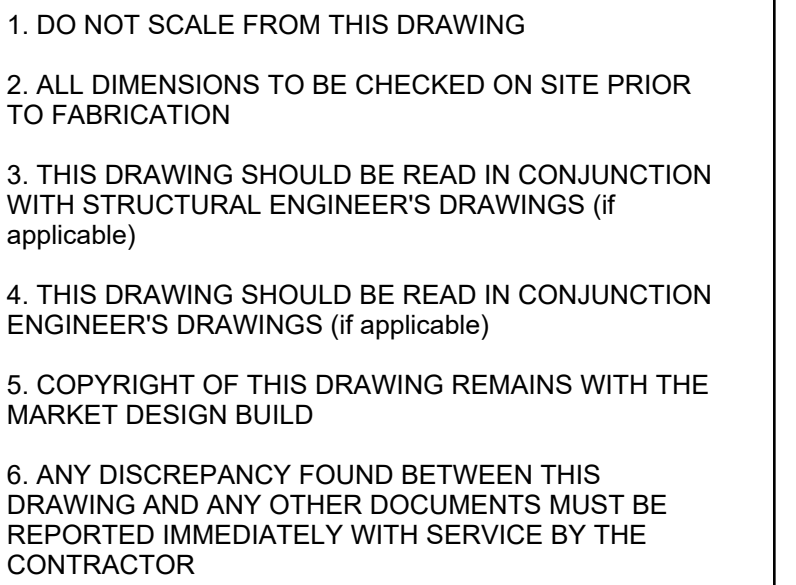 1. DO NOT SCALE FROM THIS DRAWING
2. ALL DIMENSIONS TO BE CHECKED ON SITE PRIOR
TO FABRICATION
3. THIS DRAWING SHOULD BE READ IN CONJUNCTION
WITH STRUCTURAL ENGINEER'S DRAWINGS (if
applicable)
4. THIS DRAWING SHOULD BE READ IN CONJUNCTION
ENGINEER'S DRAWINGS (if applicable)
5. COPYRIGHT OF THIS DRAWING REMAINS WITH THE
MARKET DESIGN BUILD
6. ANY DISCREPANCY FOUND BETWEEN THIS
DRAWING AND ANY OTHER DOCUMENTS MUST BE
REPORTED IMMEDIATELY WITH SERVICE BY THE
CONTRACTOR